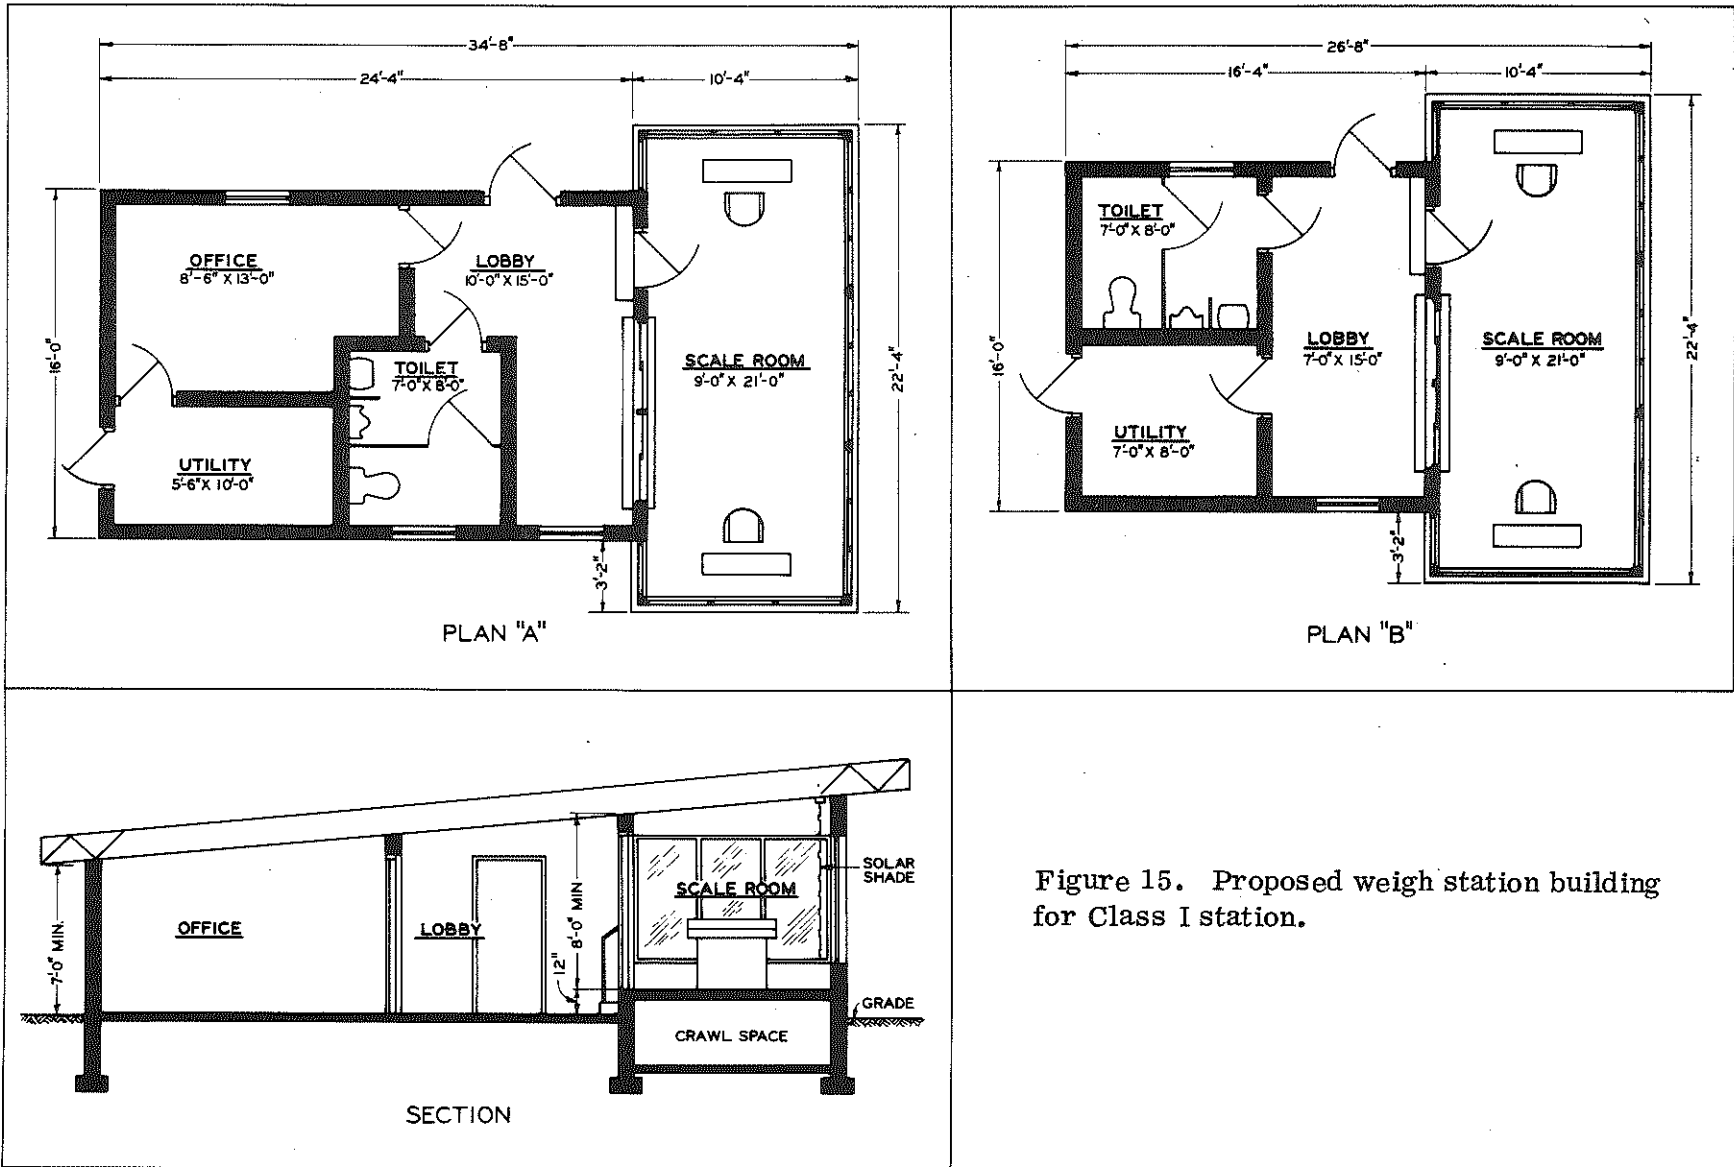 34'-8"
24'-4"
10'-4"
OFFICE
8'-6" X 13'-0"
LOBBY
10'-0" X 15'-0"
16'-0"
TOILET
7'-0" X 8'-0"
SCALE ROOM
9'-0" X 21'-0"
22'-4"
UTILITY
5'-6" X 10'-0"
3'-2"
PLAN "A"
26'-8"
16'-4"
10'-4"
TOILET
7'-0" X 8'-0"
16'-0"
LOBBY
7'-0" X 15'-0"
SCALE ROOM
9'-0" X 21'-0"
22'-4"
UTILITY
7'-0" X 8'-0"
3'-2"
PLAN "B"
SOLAR
SHADE
SCALE ROOM
OFFICE
LOBBY
7'-0" MIN.
8'-0" MIN
12"
GRADE
CRAWL SPACE
SECTION
Figure 15. Proposed weigh station building
for Class I station.